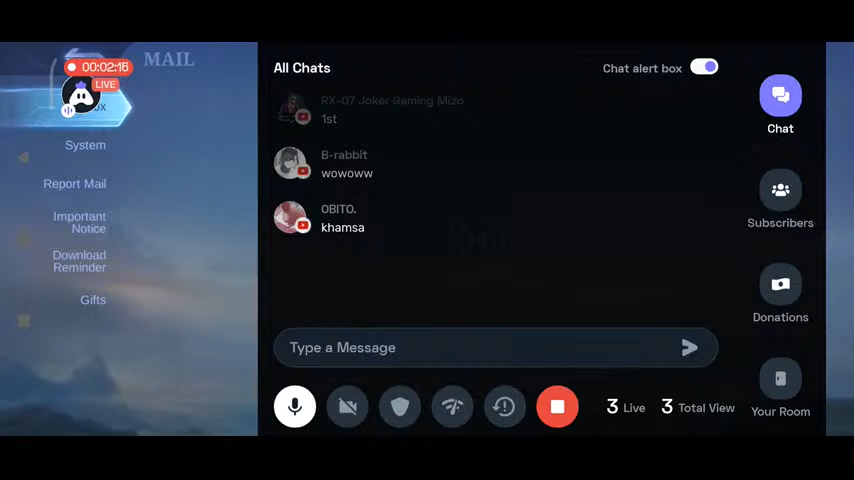 MAIL
00:02:15
LIVE
System
Report Mail
Important
Notice
Download
Reminder
Gifts
All Chats
Chat alert box
RX-07 Joker Gaming Mizo
1st
B-rabbit
wowoww
OBITO.
khamsa
Type a Message
3 Live
3 Total View
Chat
Subscribers
Donations
Your Room